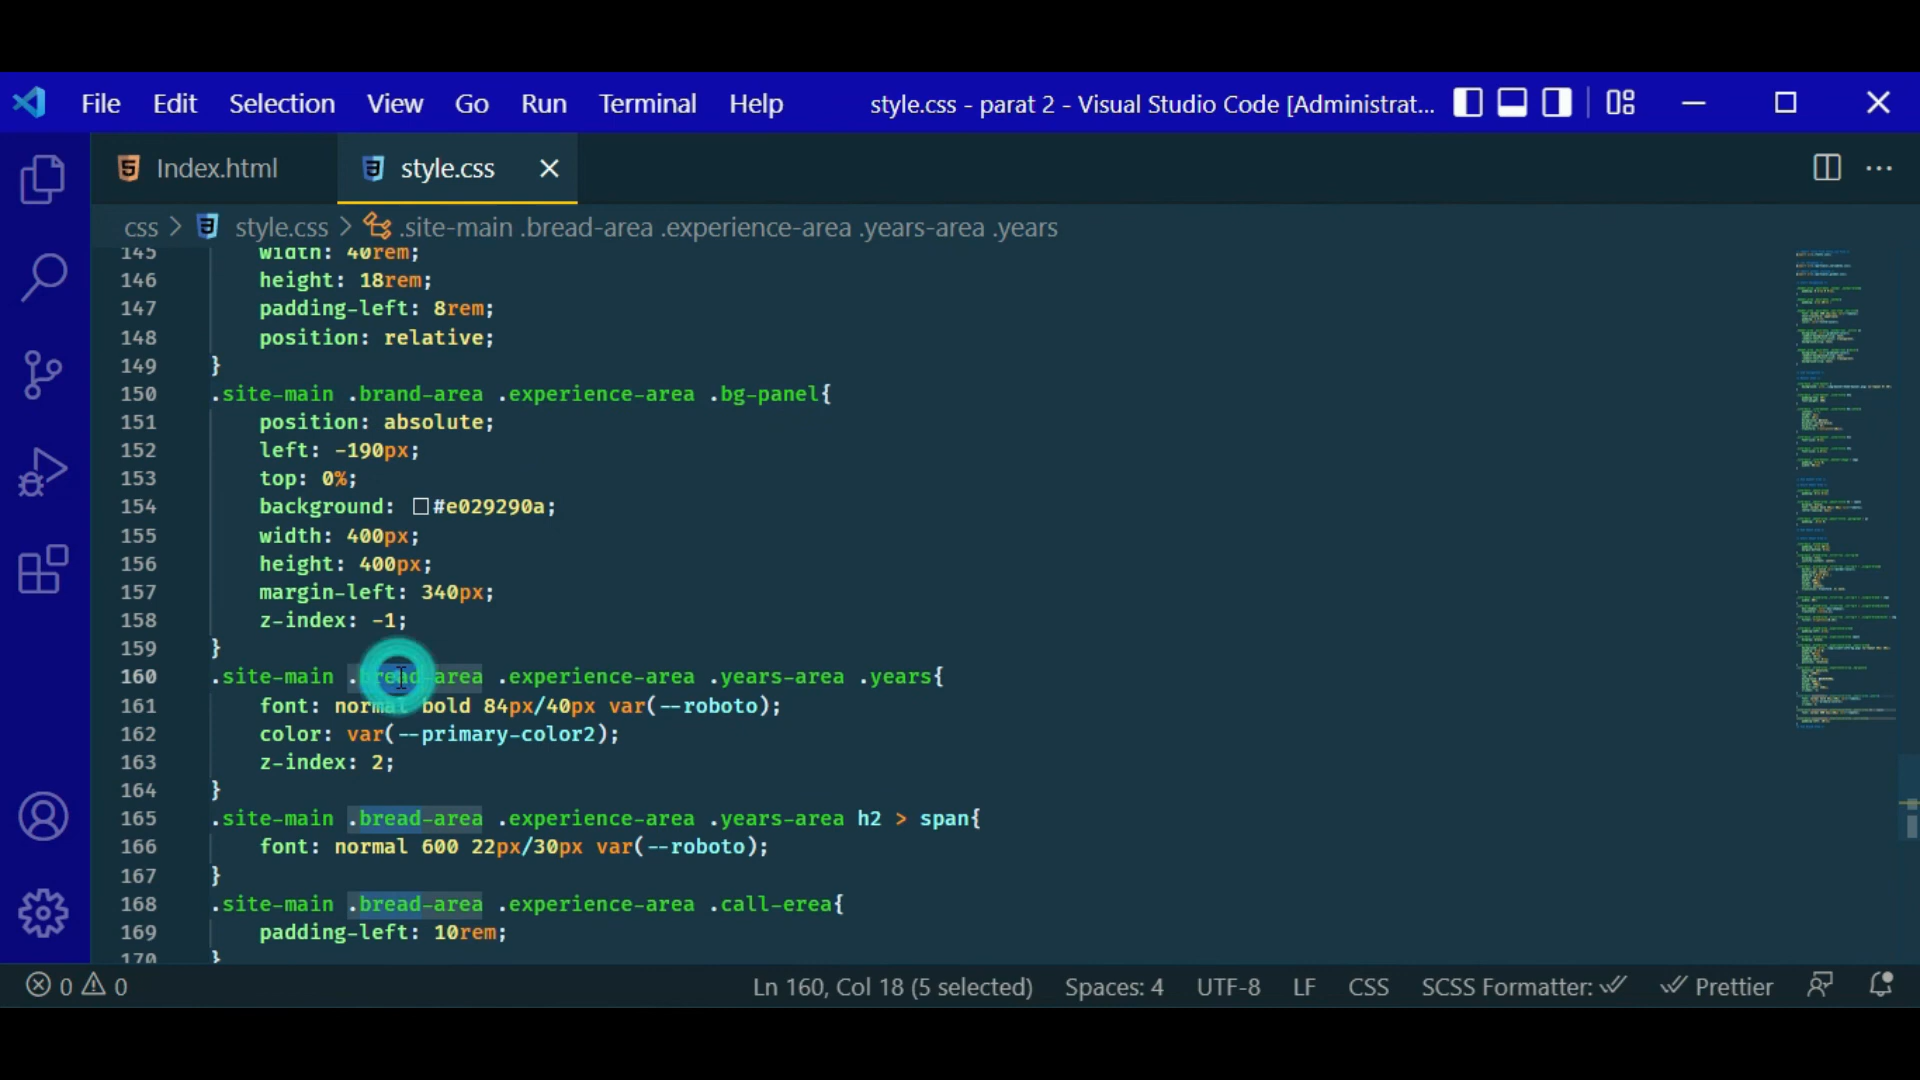 File Edit Selection View Go Run Terminal Help style.css - parat 2 - Visual Studio Code [Administrat...
Index.html style.css
css > style.css > .site-main .bread-area .experience-area .years-area .years
145 width: 40rem;
146 height: 18rem;
147 padding-left: 8rem;
148 position: relative;
149 }
150 .site-main .brand-area .experience-area .bg-panel{
151 position: absolute;
152 left: -190px;
153 top: 0%;
154 background: #e029290a;
155 width: 400px;
156 height: 400px;
157 margin-left: 340px;
158 z-index: -1;
159 }
160 .site-main .bread-area .experience-area .years-area .years{
161 font: normal bold 84px/40px var(--roboto);
162 color: var(--primary-color2);
163 z-index: 2;
164 }
165 .site-main .bread-area .experience-area .years-area h2 > span{
166 font: normal 600 22px/30px var(--roboto);
167 }
168 .site-main .bread-area .experience-area .call-erea{
169 padding-left: 10rem;
170 }
0 0 Ln 160, Col 18 (5 selected) Spaces: 4 UTF-8 LF CSS SCSS Formatter: Prettier